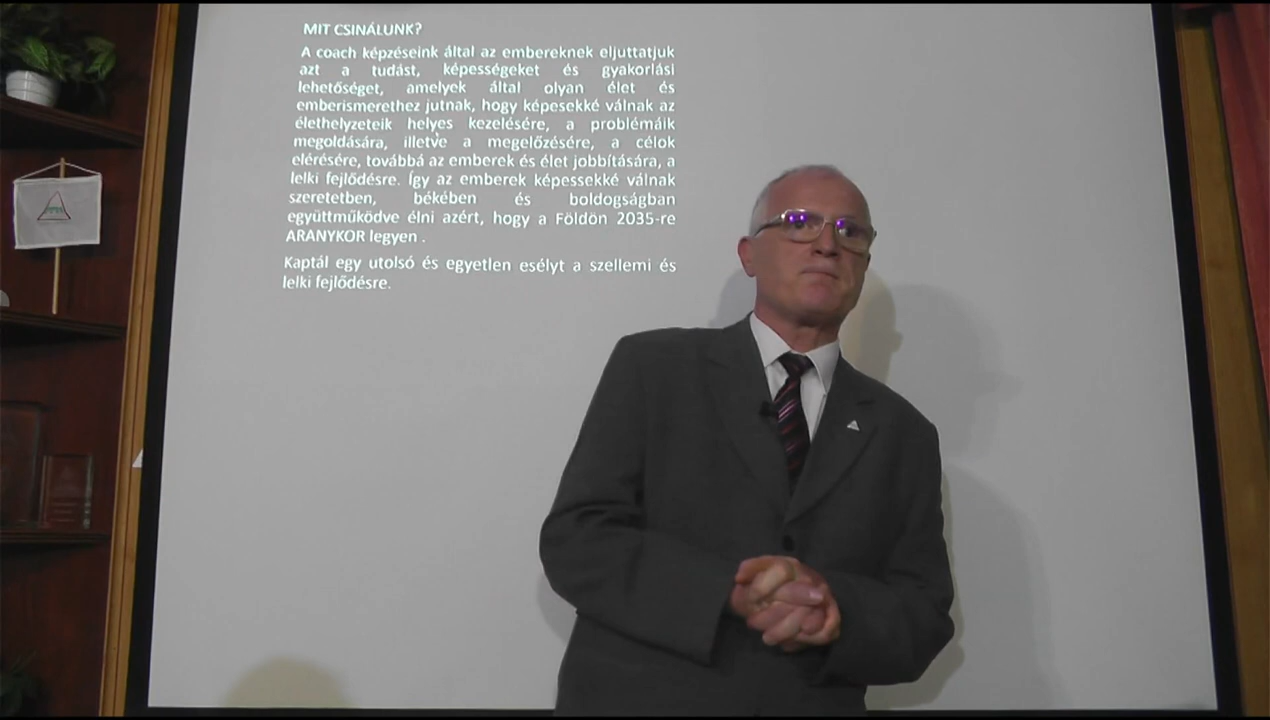 MIT CSINÁLUNK?
A coach képzéseink által az embereknek eljuttatjuk
azt a tudást, képességeket és gyakorlási
lehetőséget, amelyek által olyan élet és
emberismerethez jutnak, hogy képesekké válnak az
élethelyzeteik helyes kezelésére, a problémáik
megoldására, illetve a megelőzésére, a célok
elérésére, továbbá az emberek és élet jobbítására, a
lelki fejlődésre. Így az emberek képessekké válnak
szeretetben, békében és boldogságban
együttműködve élni azért, hogy a Földön 2035-re
ARANYKOR legyen .
Kaptál egy utolsó és egyetlen esélyt a szellemi és
lelki fejlődésre.